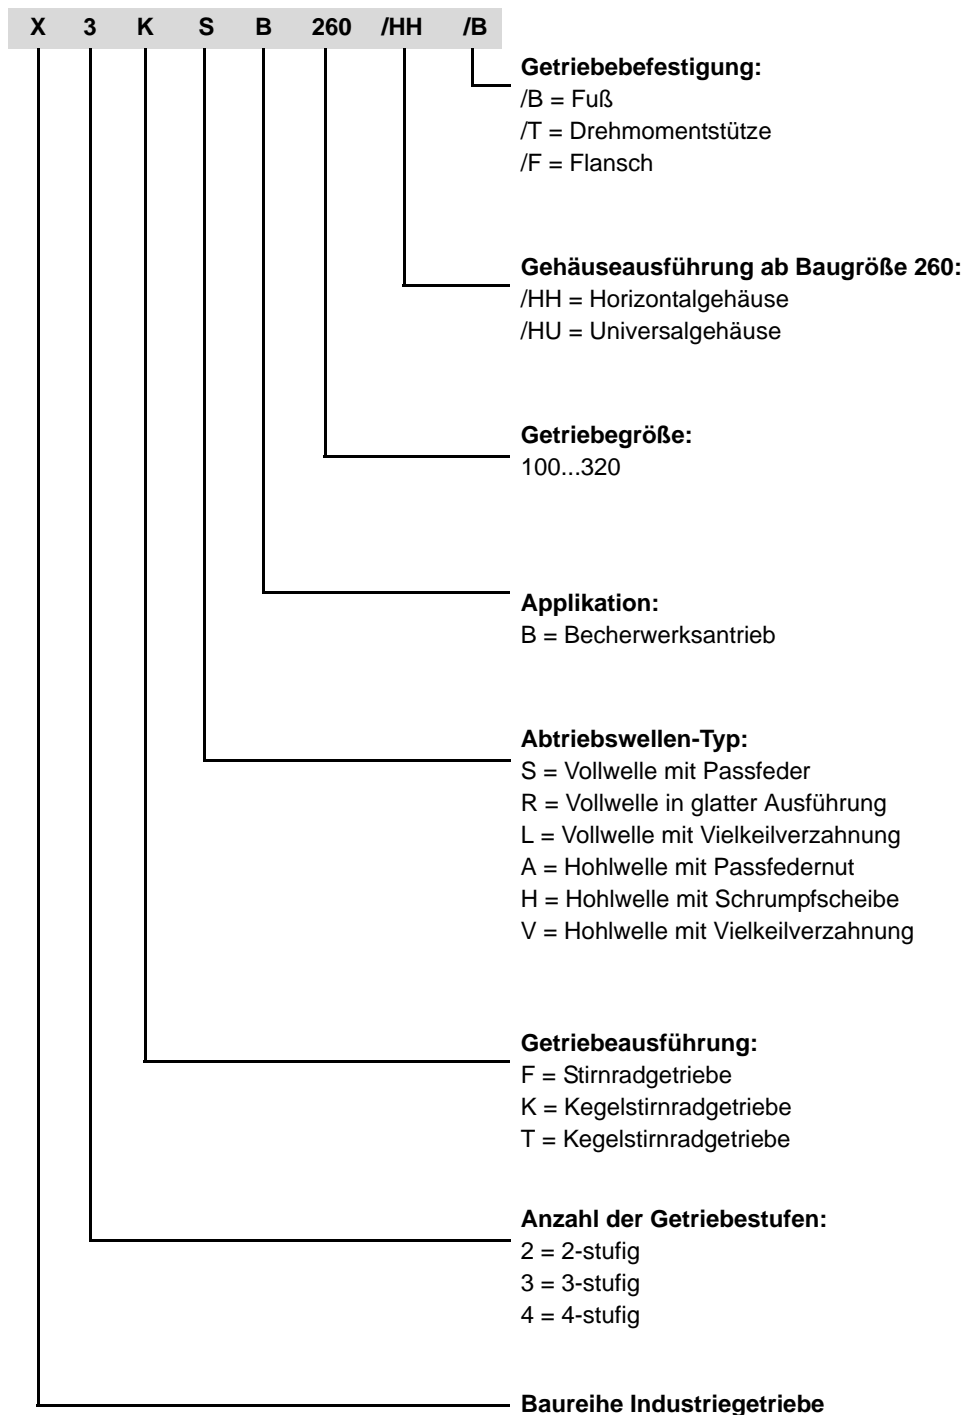 X 3 K S B 260 /HH /B
Getriebebefestigung:
/B = Fuß
/T = Drehmomentstütze
/F = Flansch
Gehäuseausführung ab Baugröße 260:
/HH = Horizontalgehäuse
/HU = Universalgehäuse
Getriebegröße:
100...320
Applikation:
B = Becherwerksantrieb
Abtriebswellen-Typ:
S = Vollwelle mit Passfeder
R = Vollwelle in glatter Ausführung
L = Vollwelle mit Vielkeilverzahnung
A = Hohlwelle mit Passfedernut
H = Hohlwelle mit Schrumpfscheibe
V = Hohlwelle mit Vielkeilverzahnung
Getriebeausführung:
F = Stirnradgetriebe
K = Kegelstirnradgetriebe
T = Kegelstirnradgetriebe
Anzahl der Getriebestufen:
2 = 2-stufig
3 = 3-stufig
4 = 4-stufig
Baureihe Industriegetriebe